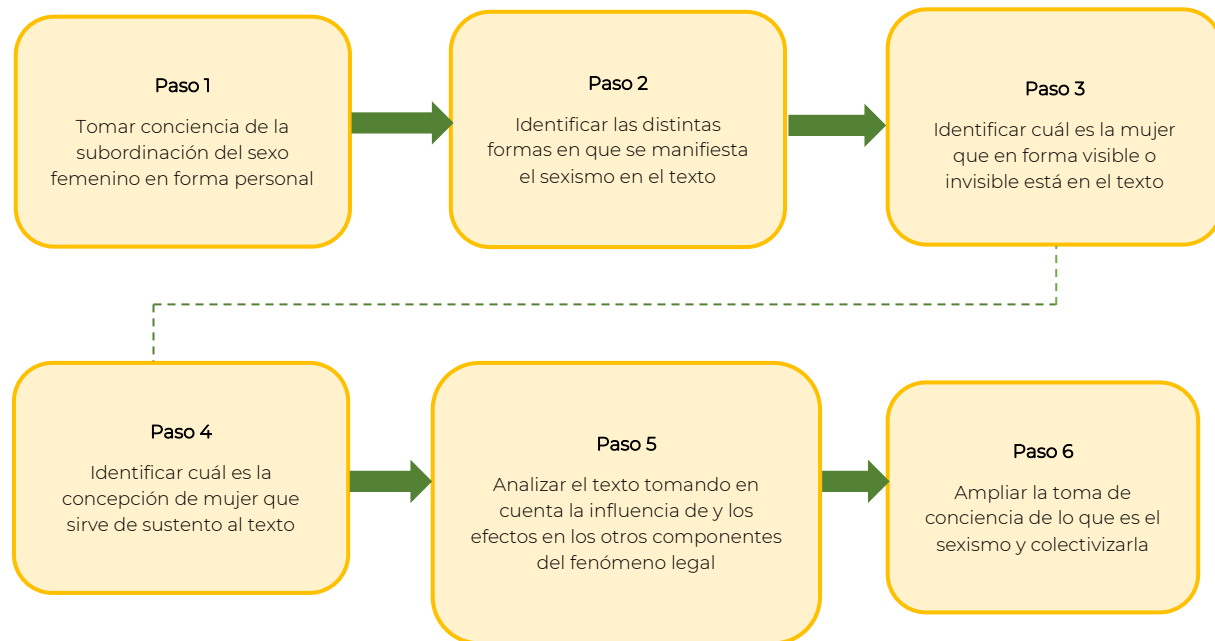 Paso 1
Tomar conciencia de la
subordinación del sexo
femenino en forma personal
Paso 2
Identificar las distintas
formas en que se manifiesta
el sexismo en el texto
Paso 3
Identificar cuál es la mujer
que en forma visible o
invisible está en el texto
Paso 4
Identificar cuál es la
concepción de mujer que
sirve de sustento al texto
Paso 5
Analizar el texto tomando en
cuenta la influencia de y los
efectos en los otros componentes
del fenómeno legal
Paso 6
Ampliar la toma de
conciencia de lo que es el
sexismo y colectivizarla